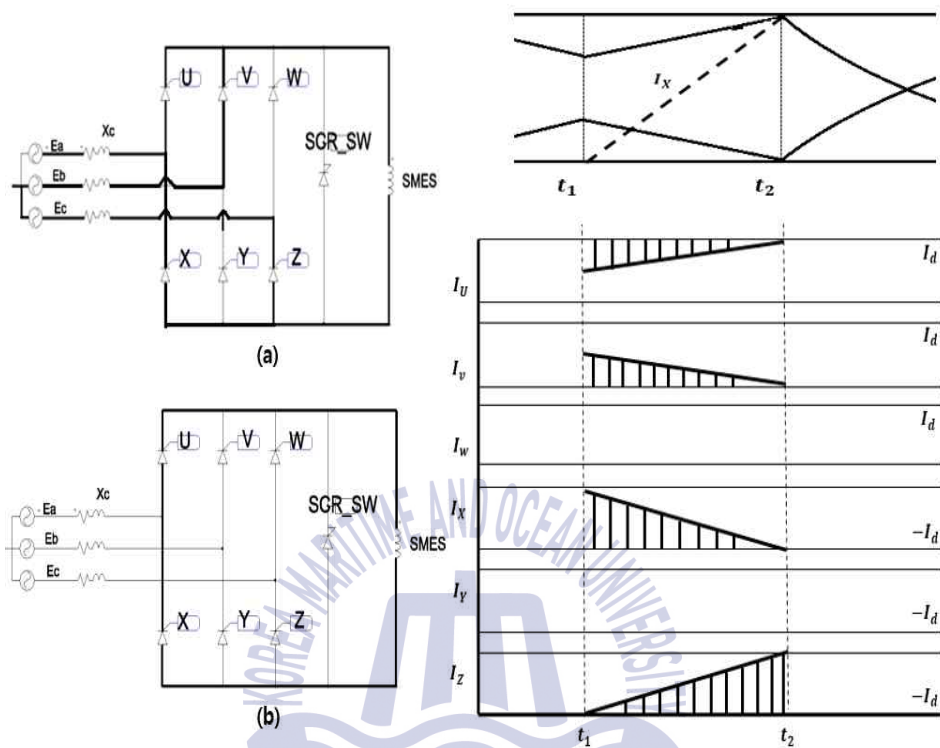 U
V
W
Xc
Ea
Eb
Ec
SGR_SW
SMES
X
Y
Z
(a)
U
V
W
Xc
Ea
Eb
Ec
SGR_SW
SMES
X
Y
Z
(b)
I_X
t_1
t_2
I_d
I_U
I_d
I_v
I_d
I_W
I_X
-I_d
I_Y
-I_d
I_Z
-I_d
t_1
t_2
KOREA MARITIME AND OCEAN UNIVERSITY